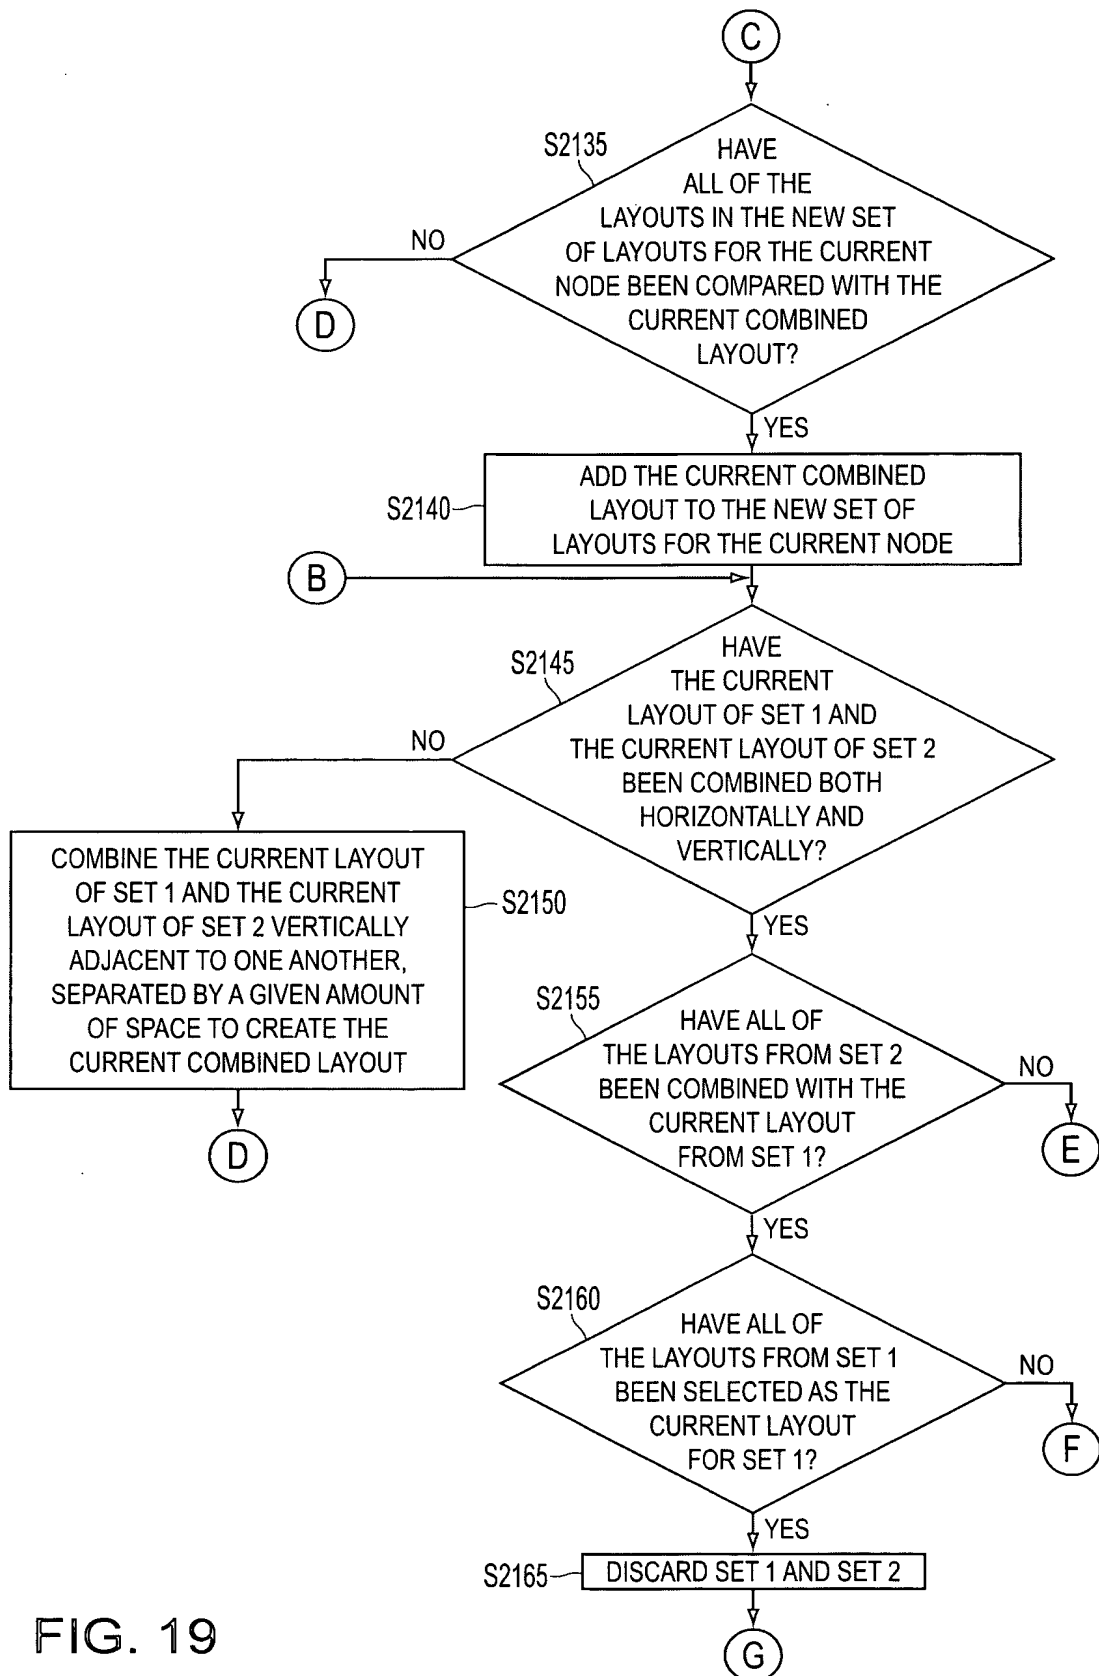 C
S2135
HAVE
ALL OF THE
LAYOUTS IN THE NEW SET
OF LAYOUTS FOR THE CURRENT
NODE BEEN COMPARED WITH THE
CURRENT COMBINED
LAYOUT?
NO
D
YES
S2140
ADD THE CURRENT COMBINED
LAYOUT TO THE NEW SET OF
LAYOUTS FOR THE CURRENT NODE
B
S2145
HAVE
THE CURRENT
LAYOUT OF SET 1 AND
THE CURRENT LAYOUT OF SET 2
BEEN COMBINED BOTH
HORIZONTALLY AND
VERTICALLY?
NO
COMBINE THE CURRENT LAYOUT
OF SET 1 AND THE CURRENT
LAYOUT OF SET 2 VERTICALLY
ADJACENT TO ONE ANOTHER,
SEPARATED BY A GIVEN AMOUNT
OF SPACE TO CREATE THE
CURRENT COMBINED LAYOUT
S2150
D
YES
S2155
HAVE ALL OF
THE LAYOUTS FROM SET 2
BEEN COMBINED WITH THE
CURRENT LAYOUT
FROM SET 1?
NO
E
YES
S2160
HAVE ALL OF
THE LAYOUTS FROM SET 1
BEEN SELECTED AS THE
CURRENT LAYOUT
FOR SET 1?
NO
F
YES
S2165
DISCARD SET 1 AND SET 2
G
FIG. 19